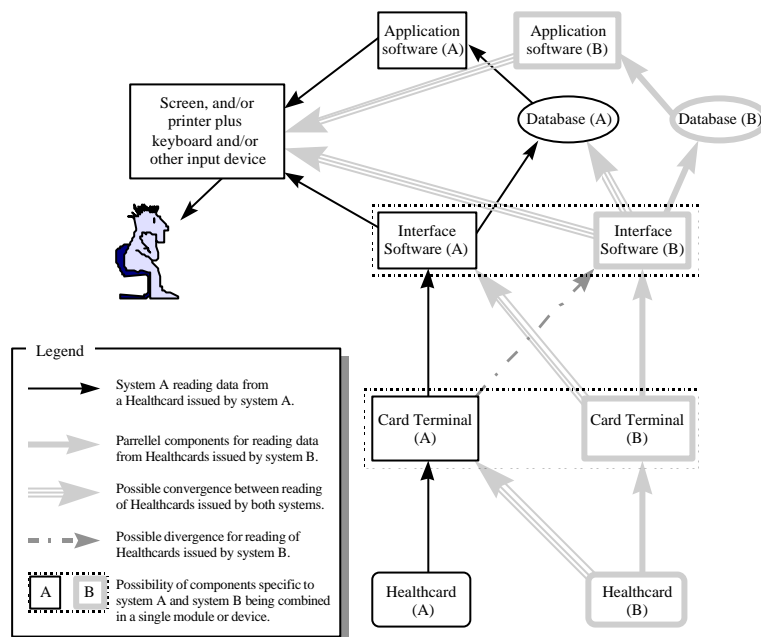 Application
software (A)
Application
software (B)
Screen, and/or
printer plus
keyboard and/or
other input device
Database (A)
Database (B)
Interface
Software (A)
Interface
Software (B)
Legend
System A reading data from
a Healthcard issued by system A.
Parrellel components for reading data
from Healthcards issued by system B.
Possible convergence between reading
of Healthcards issued by both systems.
Possible divergence for reading of
Healthcards issued by system B.
A
B
Possibility of components specific to
system A and system B being combined
in a single module or device.
Card Terminal
(A)
Card Terminal
(B)
Healthcard
(A)
Healthcard
(B)